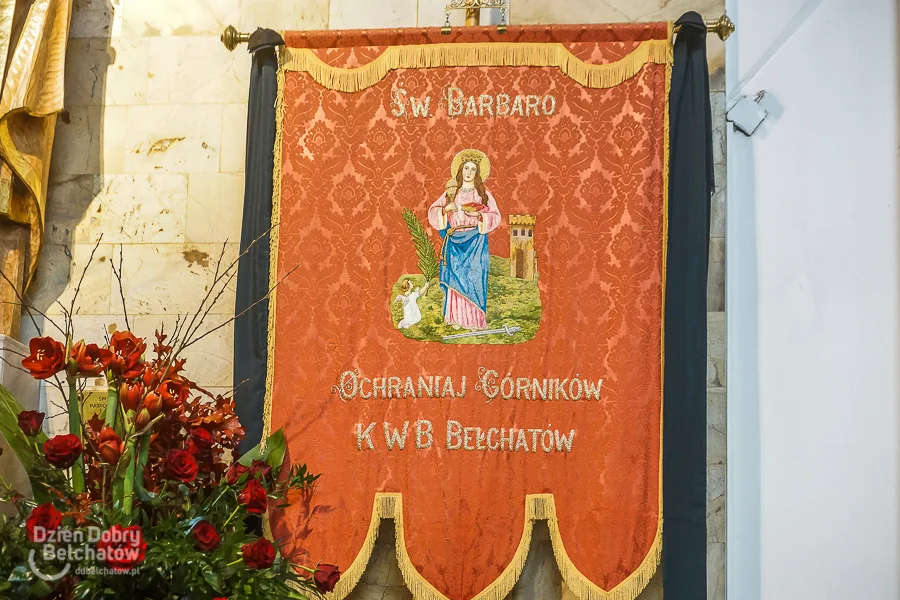 ŚW. BARBARO
OCHRANIAJ GÓRNIKÓW
KWB BEŁCHATÓW
Dzień Dobry
Bełchatów
ddbelchatow.pl